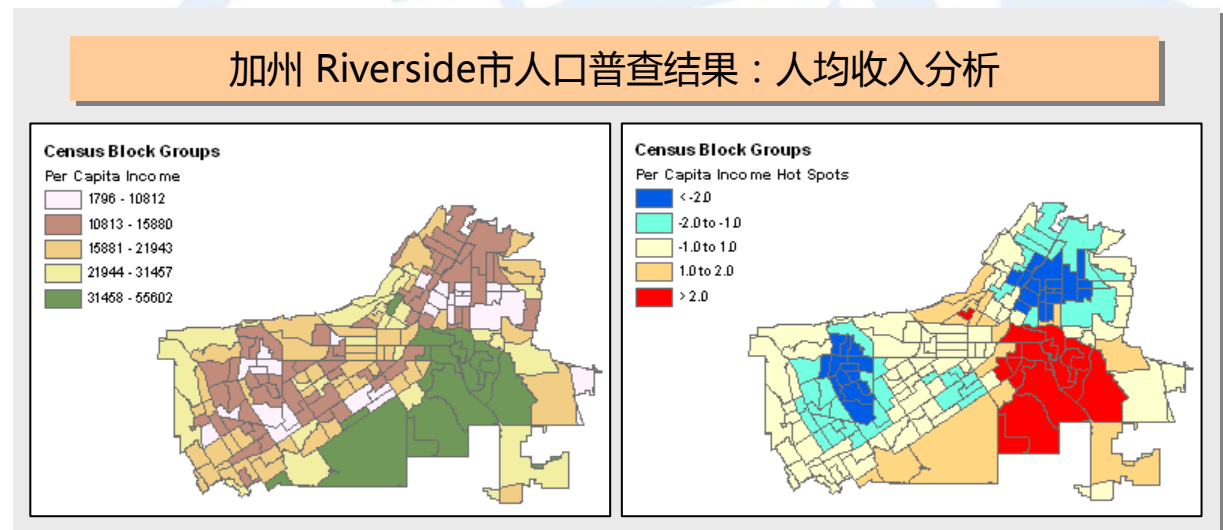 加州 Riverside市人口普查结果：人均收入分析
Census Block Groups
Per Capita Income
1796 - 10812
10813 - 15880
15881 - 21943
21944 - 31457
31458 - 55602
Census Block Groups
Per Capita Income Hot Spots
< -2.0
-2.0 to -1.0
-1.0 to 1.0
1.0 to 2.0
> 2.0